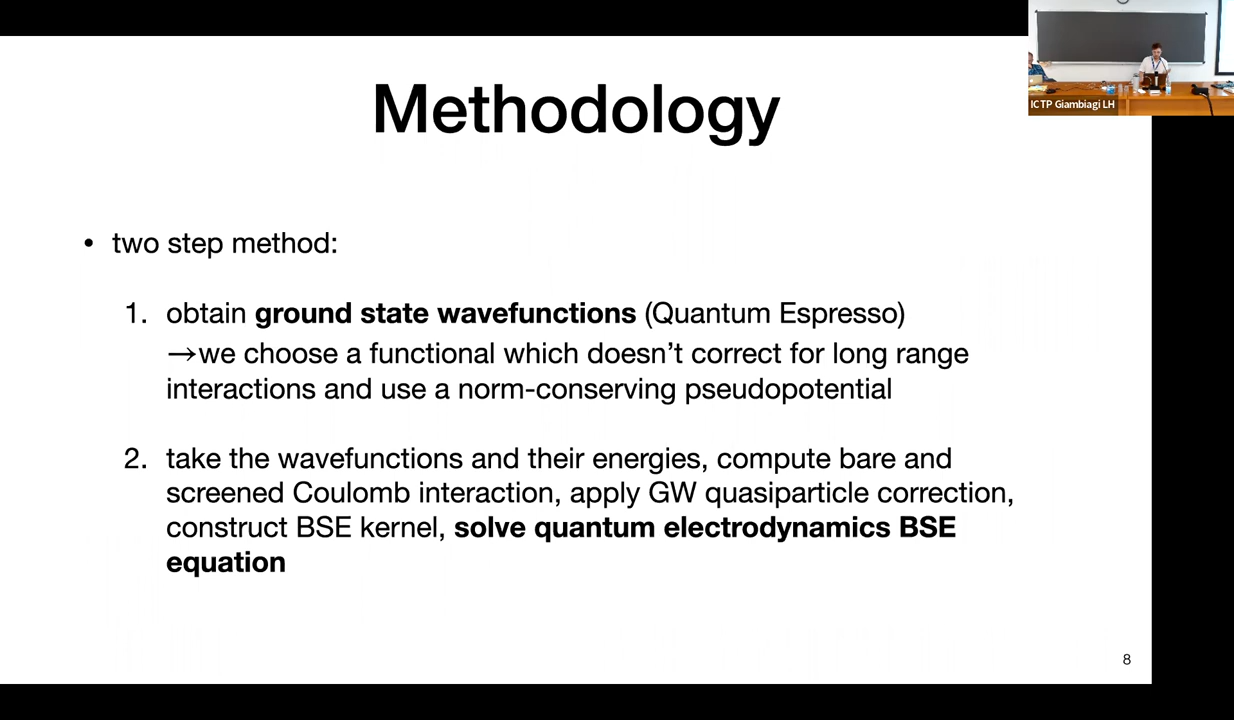 ICTP Giambiagi LH
Methodology
• two step method:
1. obtain ground state wavefunctions (Quantum Espresso)
→we choose a functional which doesn’t correct for long range
interactions and use a norm-conserving pseudopotential
2. take the wavefunctions and their energies, compute bare and
screened Coulomb interaction, apply GW quasiparticle correction,
construct BSE kernel, solve quantum electrodynamics BSE
equation
8